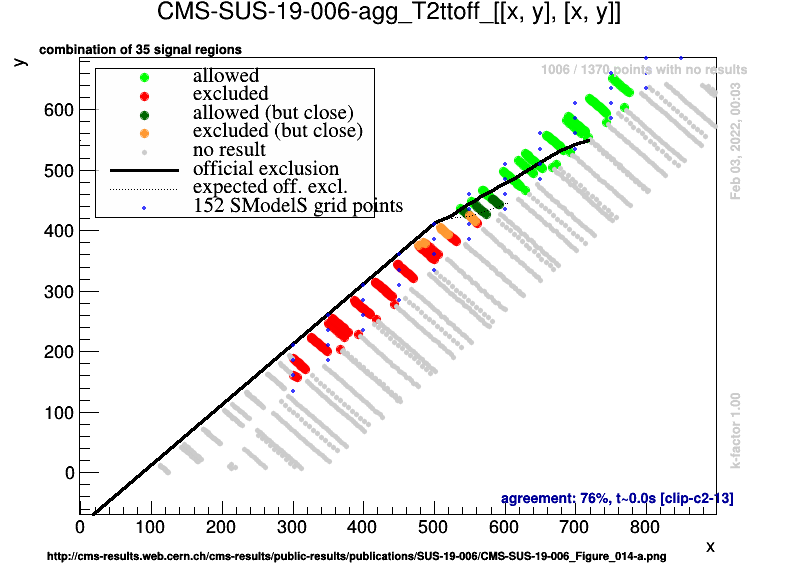 CMS-SUS-19-006-agg_T2ttoff_[[x, y], [x, y]]
combination of 35 signal regions
y
1006 / 1370 points with no results
allowed
excluded
allowed (but close)
excluded (but close)
no result
official exclusion
expected off. excl.
152 SModelS grid points
600
500
400
300
200
100
0
Feb 03, 2022, 00:03
k-factor 1.00
agreement: 76%, t~0.0s [clip-c2-13]
0 100 200 300 400 500 600 700 800
x
http://cms-results.web.cern.ch/cms-results/public-results/publications/SUS-19-006/CMS-SUS-19-006_Figure_014-a.png